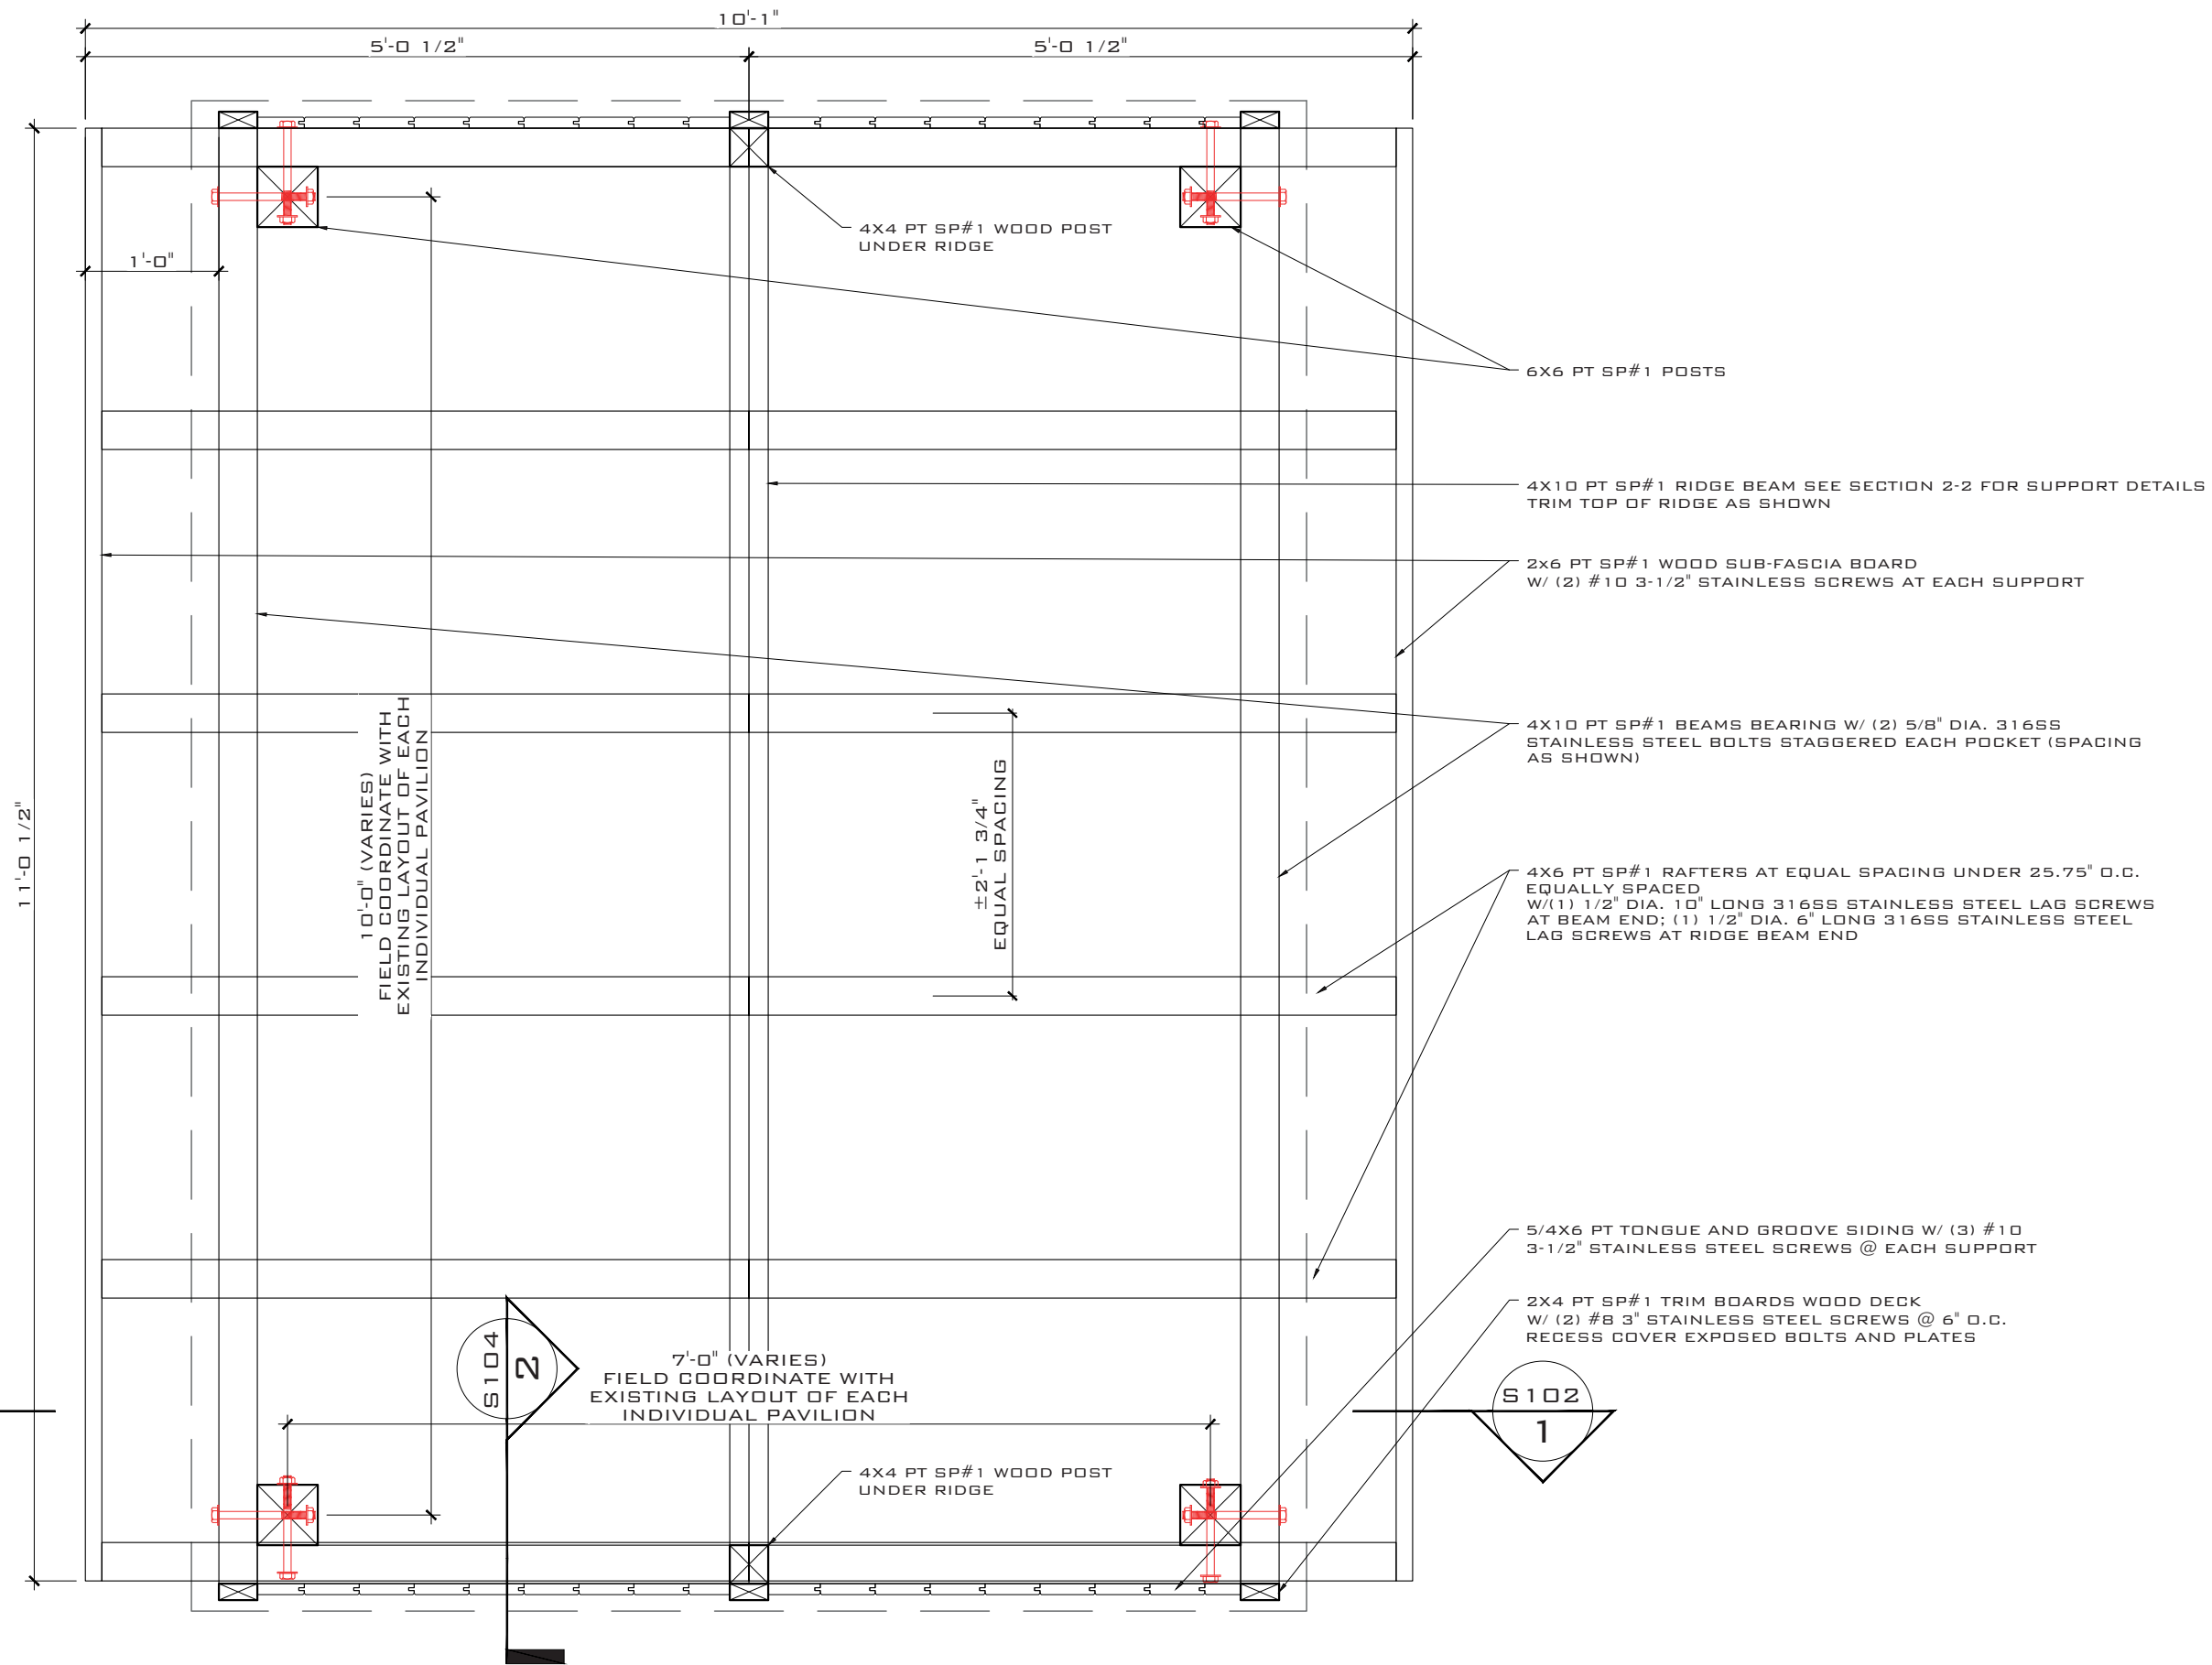 10'-1"
5'-0 1/2"
5'-0 1/2"
4X4 PT SP#1 WOOD POST
UNDER RIDGE
1'-0"
6X6 PT SP#1 POSTS
4X10 PT SP#1 RIDGE BEAM SEE SECTION 2-2 FOR SUPPORT DETAILS
TRIM TOP OF RIDGE AS SHOWN
2x6 PT SP#1 WOOD SUB-FASCIA BOARD
W/ (2) #10 3-1/2" STAINLESS SCREWS AT EACH SUPPORT
4X10 PT SP#1 BEAMS BEARING W/ (2) 5/8" DIA. 316SS
STAINLESS STEEL BOLTS STAGGERED EACH POCKET (SPACING
AS SHOWN)
11'-0 1/2"
10'-0" (VARIES)
FIELD COORDINATE WITH
EXISTING LAYOUT OF EACH
INDIVIDUAL PAVILION
±2'-1 3/4"
EQUAL SPACING
4X6 PT SP#1 RAFTERS AT EQUAL SPACING UNDER 25.75" O.C.
EQUALLY SPACED
W/(1) 1/2" DIA. 10" LONG 316SS STAINLESS STEEL LAG SCREWS
AT BEAM END; (1) 1/2" DIA. 6" LONG 316SS STAINLESS STEEL
LAG SCREWS AT RIDGE BEAM END
5/4X6 PT TONGUE AND GROOVE SIDING W/ (3) #10
3-1/2" STAINLESS STEEL SCREWS @ EACH SUPPORT
2X4 PT SP#1 TRIM BOARDS WOOD DECK
W/ (2) #8 3" STAINLESS STEEL SCREWS @ 6" O.C.
RECESS COVER EXPOSED BOLTS AND PLATES
S104
2
7'-0" (VARIES)
FIELD COORDINATE WITH
EXISTING LAYOUT OF EACH
INDIVIDUAL PAVILION
S102
1
4X4 PT SP#1 WOOD POST
UNDER RIDGE